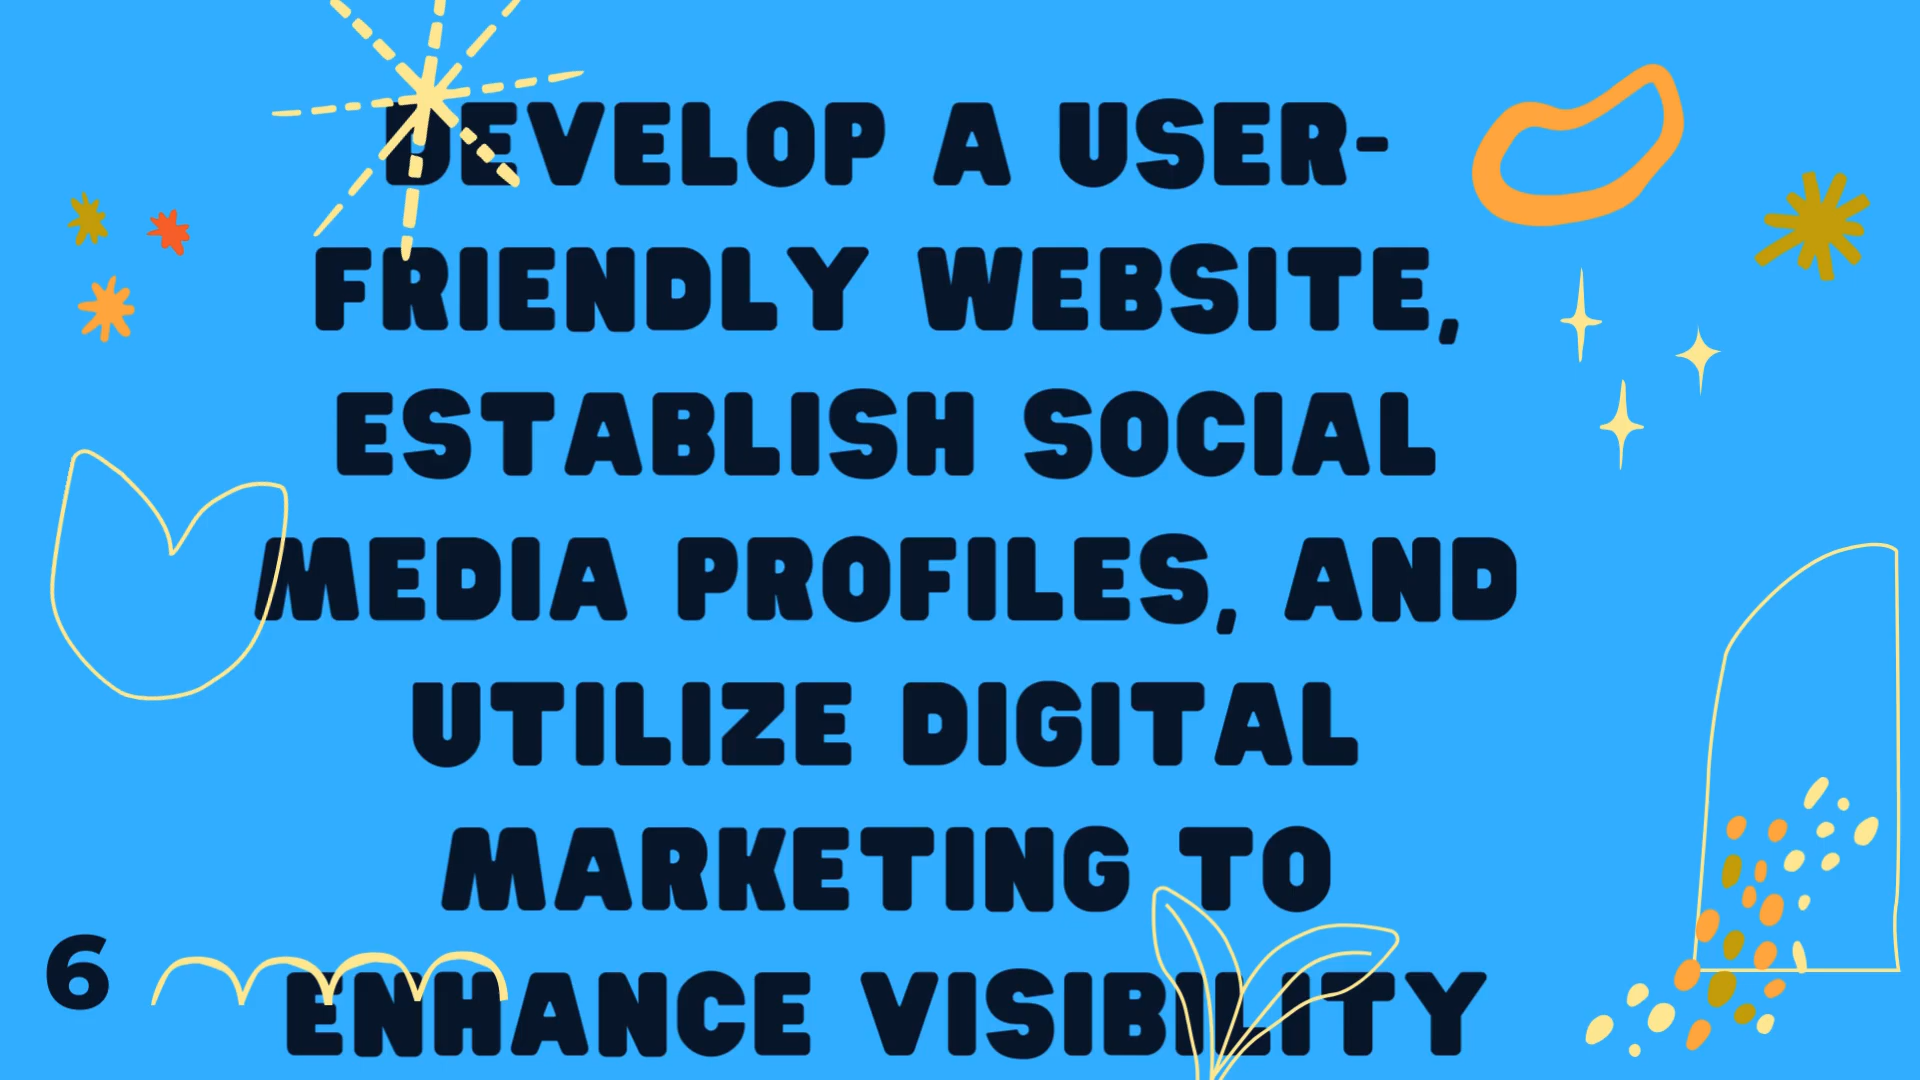 DEVELOP A USER-
FRIENDLY WEBSITE,
ESTABLISH SOCIAL
MEDIA PROFILES, AND
UTILIZE DIGITAL
MARKETING TO
ENHANCE VISIBILITY
6